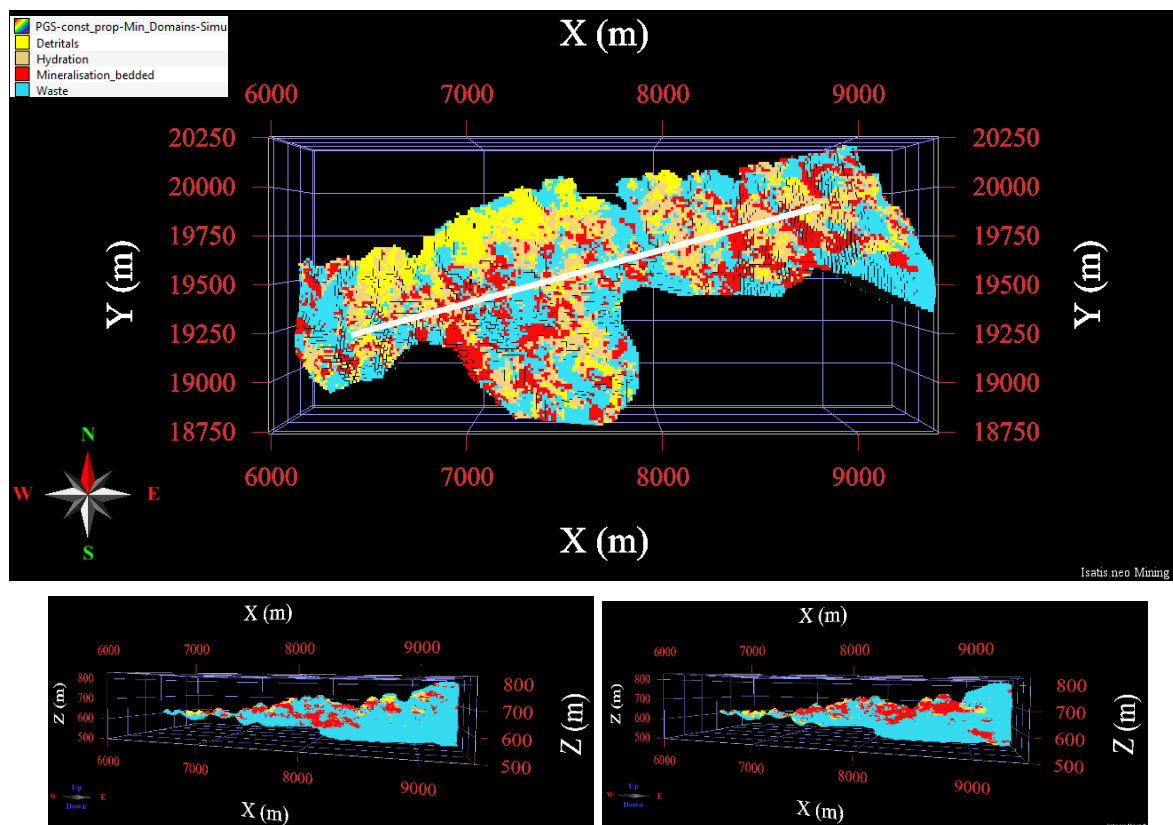 PGS-const_prop-Min_Domains-Simu
Detritals
Hydration
Mineralisation_bedded
Waste
X (m)
6000 7000 8000 9000
20250 20250
20000 20000
19750 19750
19500 19500
19250 19250
19000 19000
18750 18750
Y (m) Y (m)
6000 7000 8000 9000
X (m)
N
W E
S
Isatis.neo Mining
X (m)
6000 7000 8000 9000
800 800
700 700
600 600
500 500
Z (m) Z (m)
6000 7000 8000 9000
X (m)
Up
W E
Down
X (m)
6000 7000 8000 9000
800 800
700 700
600 600
500 500
Z (m) Z (m)
6000 7000 8000 9000
X (m)
Up
W E
Down